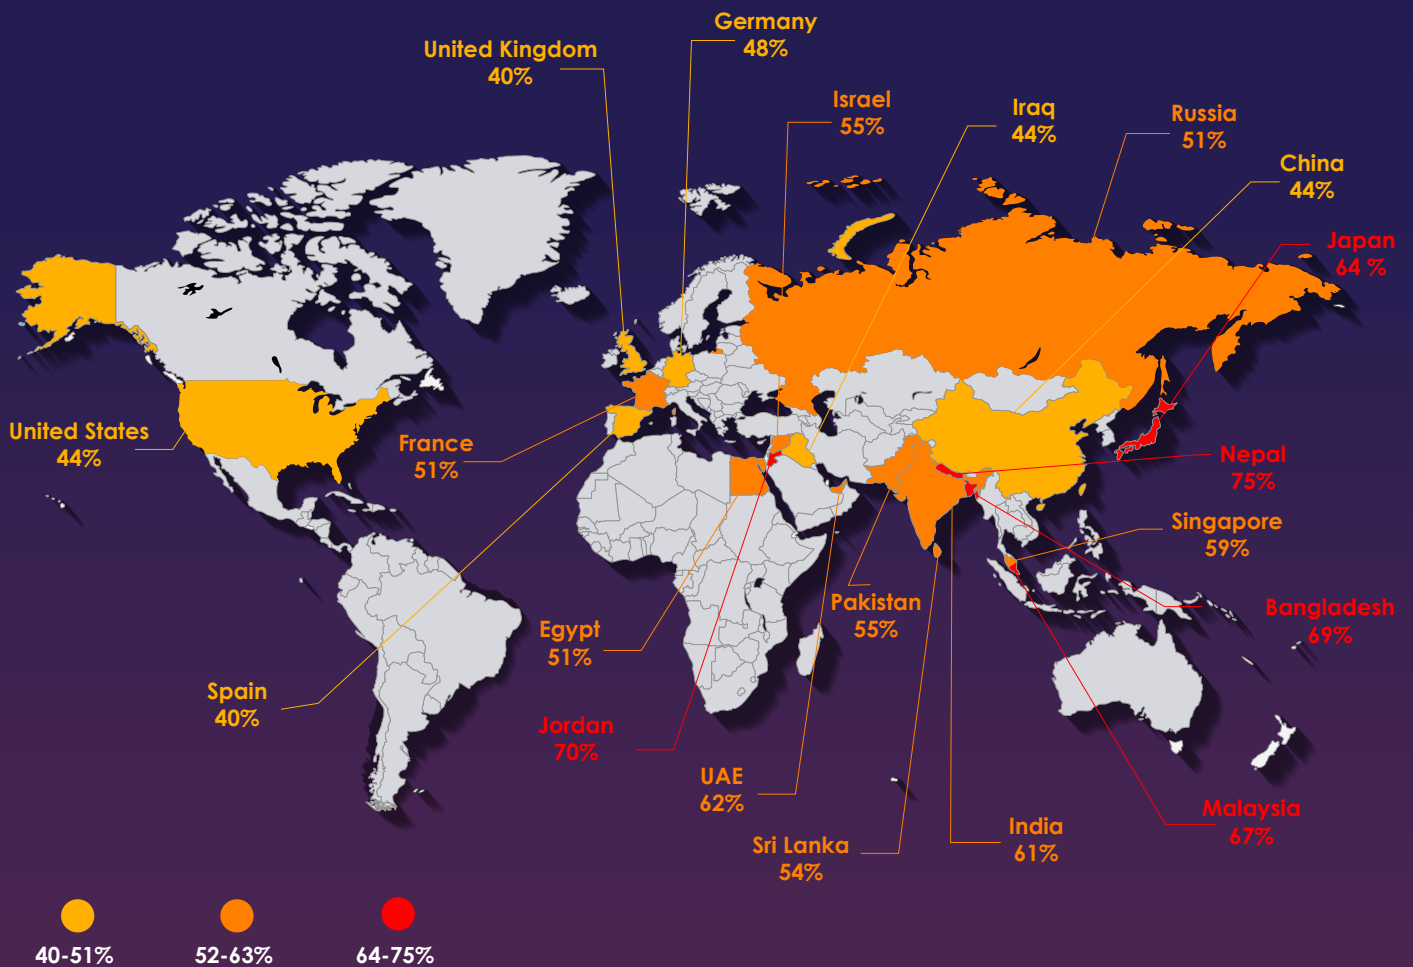 Germany
48%
United Kingdom
40%
Israel
55%
Iraq
44%
Russia
51%
China
44%
Japan
64 %
United States
44%
France
51%
Nepal
75%
Singapore
59%
Pakistan
55%
Bangladesh
69%
Egypt
51%
Spain
40%
Jordan
70%
UAE
62%
Malaysia
67%
India
61%
Sri Lanka
54%
40-51%
52-63%
64-75%